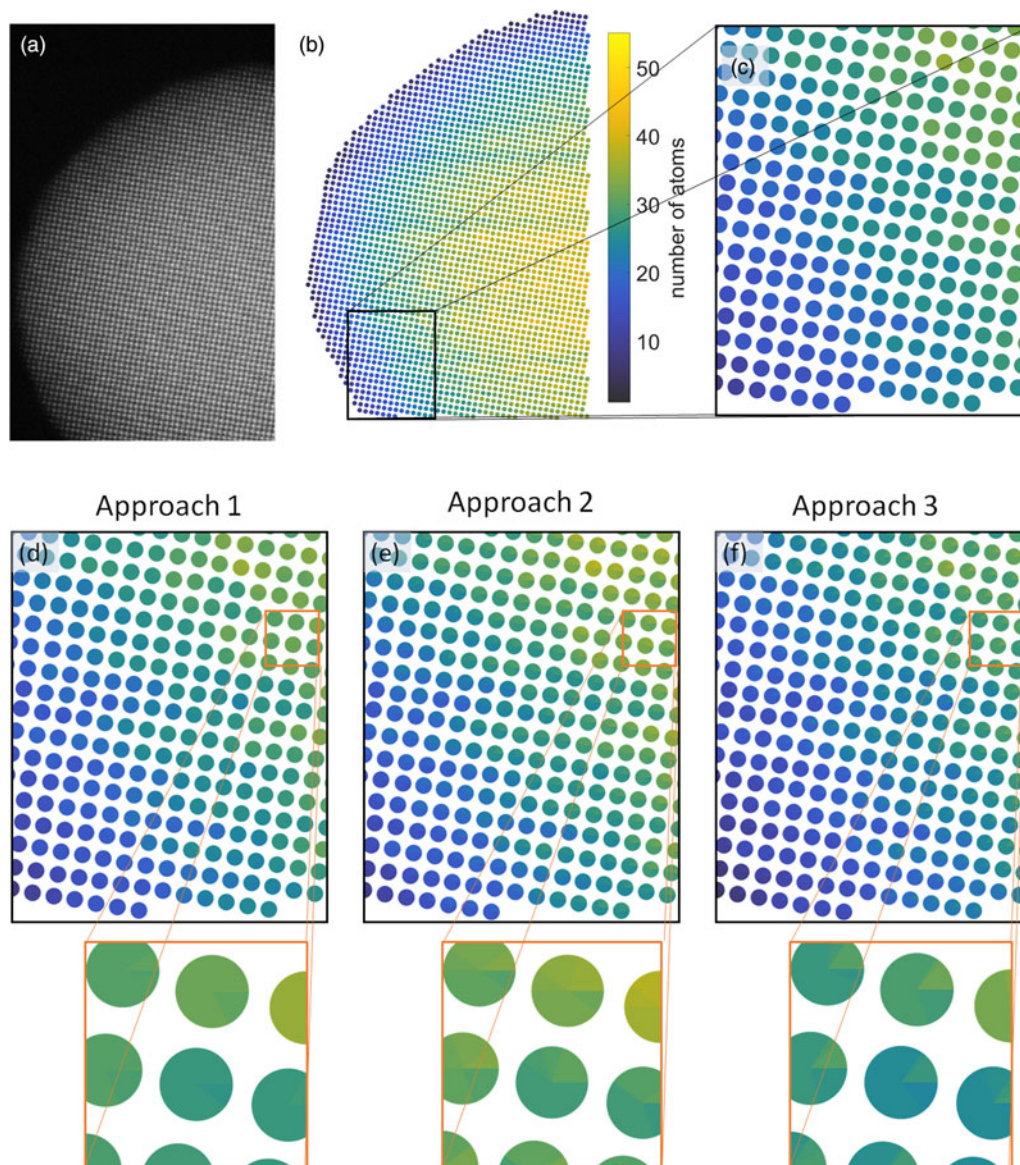 (a)
(b)
50
40
30
20
10
number of atoms
(c)
Approach 1
Approach 2
Approach 3
(d)
(e)
(f)